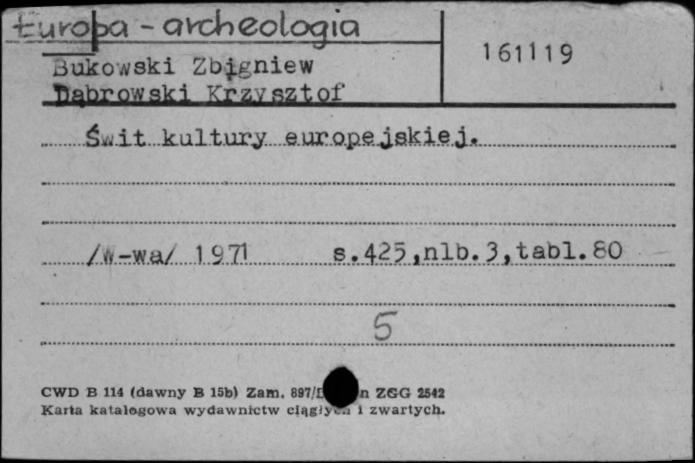 Europa - archeologia
161119
Bukowski Zbigniew
Dąbrowski Krzysztof
Świt kultury europejskiej.
/W-wa/ 1971 s.425,nlb.3,tabl.80
5
CWD B 114 (dawny B 15b) Zam. 897/ ZGG 2542
Karta katalogowa wydawnictw ciągłych i zwartych.